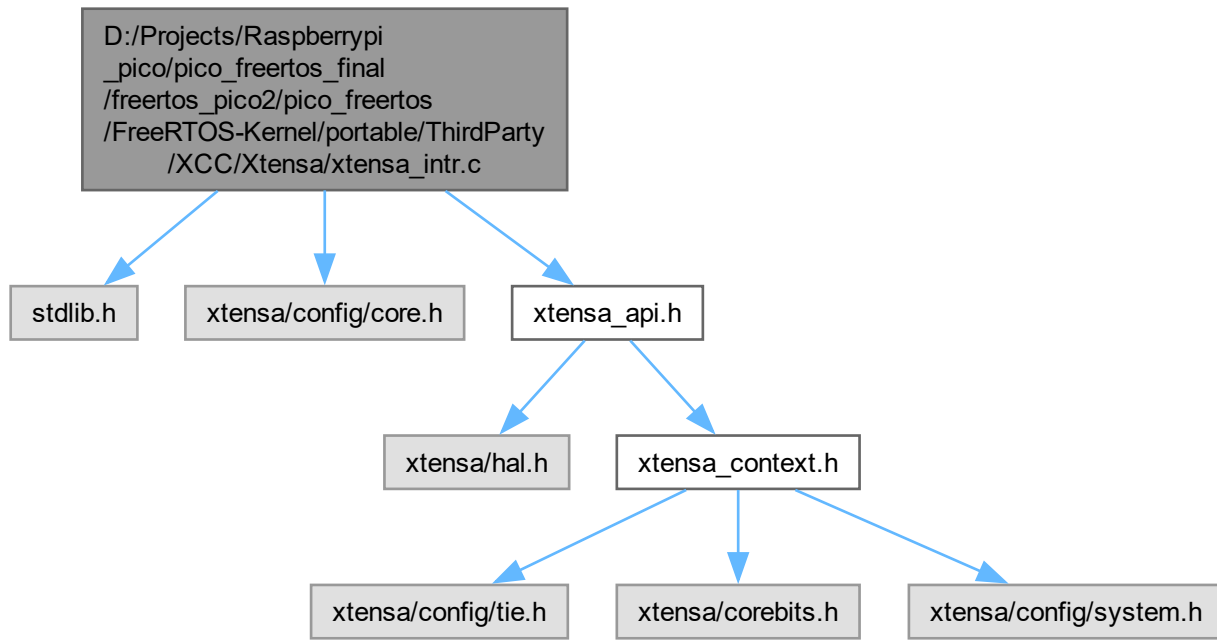 D:/Projects/Raspberrypi
_pico/pico_freertos_final
/freertos_pico2/pico_freertos
/FreeRTOS-Kernel/portable/ThirdParty
/XCC/Xtensa/xtensa_intr.c
stdlib.h
xtensa/config/core.h
xtensa_api.h
xtensa/hal.h
xtensa_context.h
xtensa/config/tie.h
xtensa/corebits.h
xtensa/config/system.h